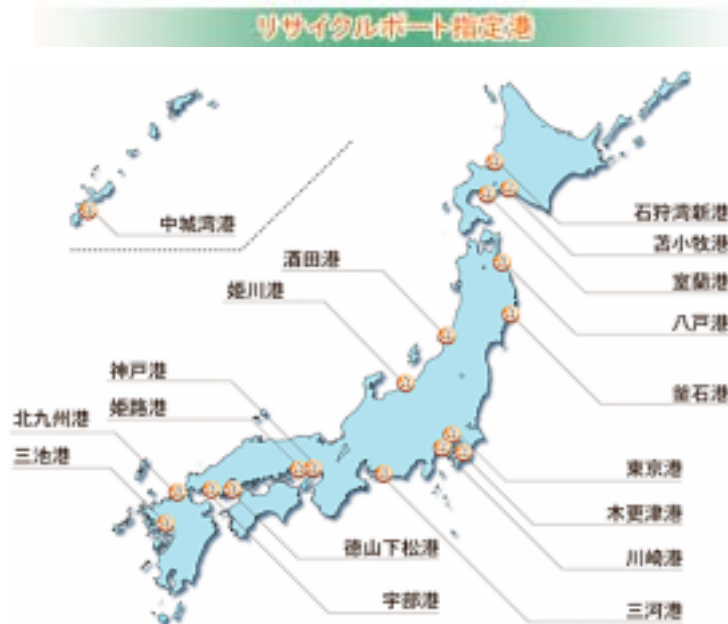 リサイクルポート指定港
中城湾港
石狩湾新港
苫小牧港
室蘭港
八戸港
釜石港
酒田港
姫川港
神戸港
姫路港
北九州港
三池港
東京港
木更津港
川崎港
三河港
徳山下松港
宇部港